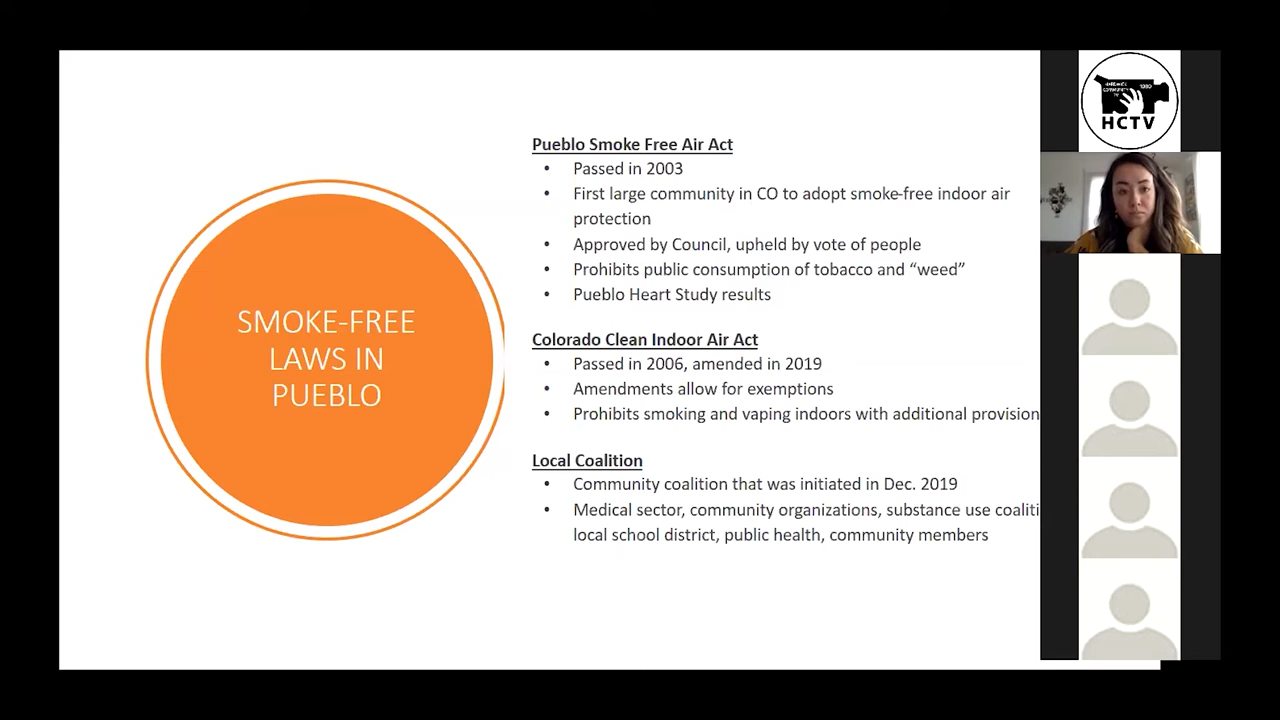 SMOKE-FREE
LAWS IN
PUEBLO
Pueblo Smoke Free Air Act
• Passed in 2003
• First large community in CO to adopt smoke-free indoor air
protection
• Approved by Council, upheld by vote of people
• Prohibits public consumption of tobacco and “weed”
• Pueblo Heart Study results
Colorado Clean Indoor Air Act
• Passed in 2006, amended in 2019
• Amendments allow for exemptions
• Prohibits smoking and vaping indoors with additional provision
Local Coalition
• Community coalition that was initiated in Dec. 2019
• Medical sector, community organizations, substance use coaliti
local school district, public health, community members
HCTV